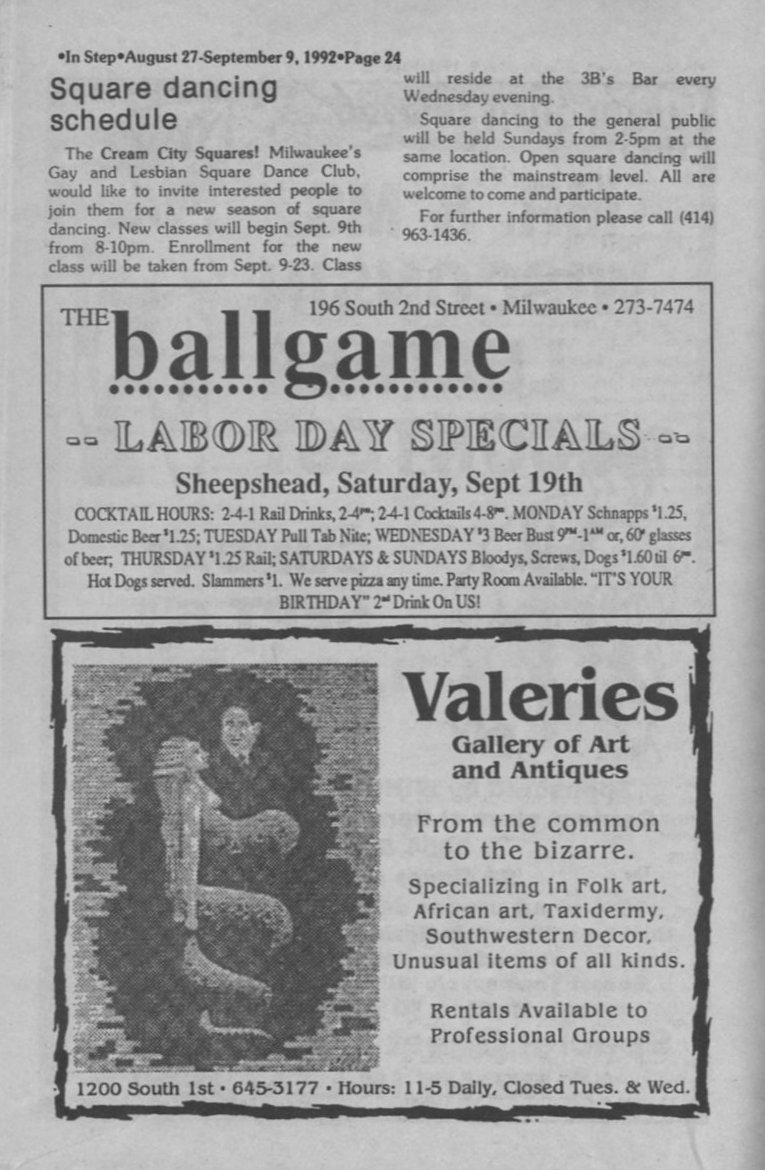 •In Step•August 27-September 9, 1992•Page 24
Square dancing
schedule
The Cream City Squares! Milwaukee's
Gay and Lesbian Square Dance Club,
would like to invite interested people to
join them for a new season of square
dancing. New classes will begin Sept. 9th
from 8-10pm. Enrollment for the new
class will be taken from Sept. 9-23. Class
will reside at the 3B's Bar every
Wednesday evening.
Square dancing to the general public
will be held Sundays from 2-5pm at the
same location. Open square dancing will
comprise the mainstream level. All are
welcome to come and participate.
For further information please call (414)
963-1436.
196 South 2nd Street • Milwaukee • 273-7474
THE ballgame
-- LABOR DAY SPECIALS --
Sheepshead, Saturday, Sept 19th
COCKTAIL HOURS: 2-4-1 Rail Drinks, 2-4PM; 2-4-1 Cocktails 4-8PM. MONDAY Schnapps $1.25,
Domestic Beer $1.25; TUESDAY Pull Tab Nite; WEDNESDAY $3 Beer Bust 9PM-1AM or, 60¢ glasses
of beer; THURSDAY $1.25 Rail; SATURDAYS & SUNDAYS Bloodys, Screws, Dogs $1.60 til 6PM.
Hot Dogs served. Slammers $1. We serve pizza any time. Party Room Available. "IT'S YOUR
BIRTHDAY" 2nd Drink On US!
Valeries
Gallery of Art
and Antiques
From the common
to the bizarre.
Specializing in Folk art,
African art, Taxidermy,
Southwestern Decor,
Unusual items of all kinds.
Rentals Available to
Professional Groups
1200 South 1st • 645-3177 • Hours: 11-5 Daily, Closed Tues. & Wed.